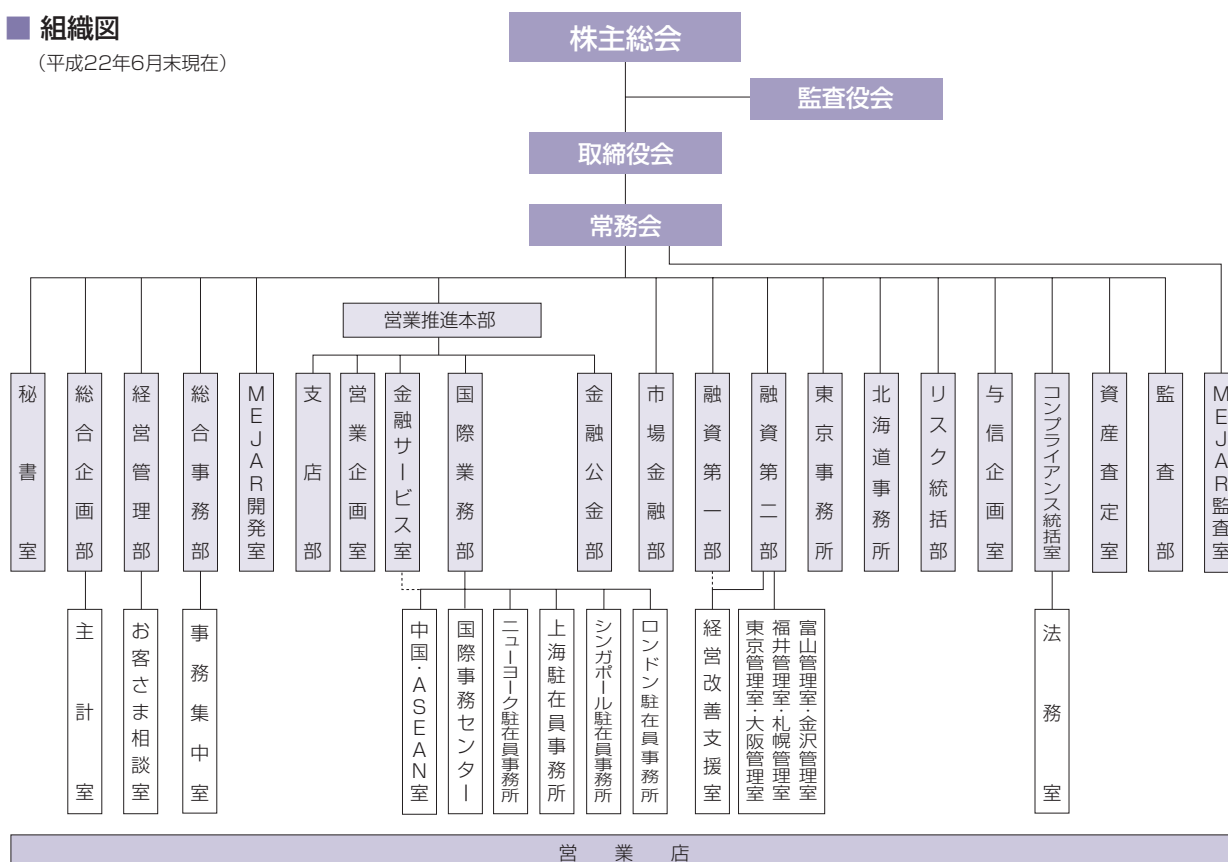 組織図
（平成22年6月末現在）
株主総会
監査役会
取締役会
常務会
営業推進本部
秘書室
総合企画部
経営管理部
総合事務部
MEJAR開発室
支店部
営業企画室
金融サービス室
国際業務部
金融公金部
市場金融部
融資第一部
融資第二部
東京事務所
北海道事務所
リスク統括部
与信企画室
コンプライアンス統括室
資産査定室
監査部
MEJAR監査室
主計室
お客さま相談室
事務集中室
中国・ASEAN室
国際事務センター
ニューヨーク駐在員事務所
上海駐在員事務所
シンガポール駐在員事務所
ロンドン駐在員事務所
経営改善支援室
富山管理室・金沢管理室
福井管理室・札幌管理室
東京管理室・大阪管理室
法務室
営業店